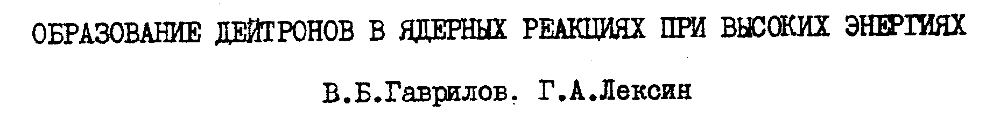 ОБРАЗОВАНИЕ ДЕЙТРОНОВ В ЯДЕРНЫХ РЕАКЦИЯХ ПРИ ВЫСОКИХ ЭНЕРГИЯХ
В.Б.Гаврилов, Г.А.Лексин